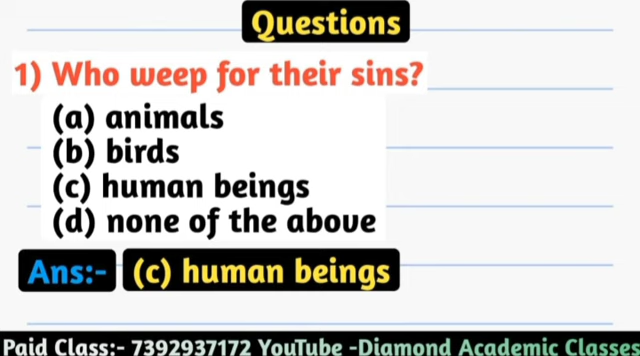 Questions
1) Who weep for their sins?
(a) animals
(b) birds
(c) human beings
(d) none of the above
Ans:- (c) human beings
Paid Class:- 7392937172 YouTube -Diamond Academic Classes